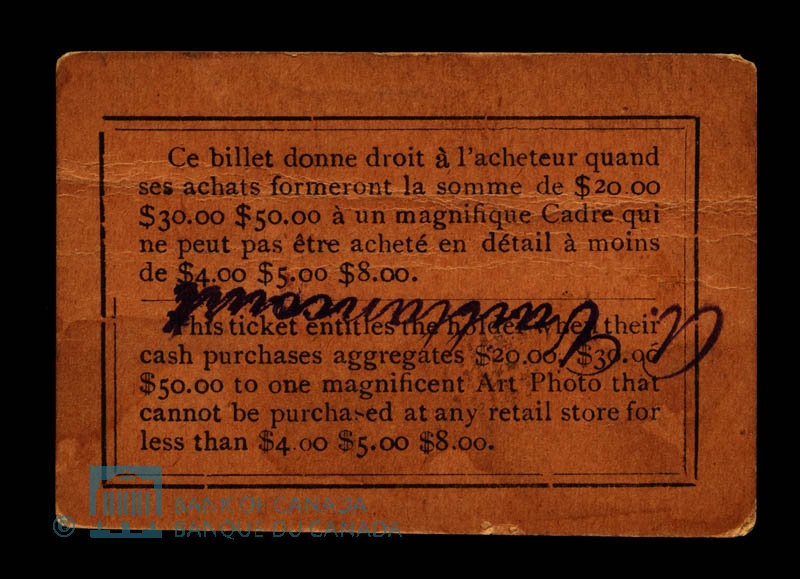 Ce billet donne droit à l'acheteur quand
ses achats formeront la somme de $20.00
$30.00 $50.00 à un magnifique Cadre qui
ne peut pas être acheté en détail à moins
de $4.00 $5.00 $8.00.
This ticket entitles the holder when their
cash purchases aggregates $20.00, $30.00
$50.00 to one magnificent Art Photo that
cannot be purchased at any retail store for
less than $4.00 $5.00 $8.00.
© BANK OF CANADA
BANQUE DU CANADA